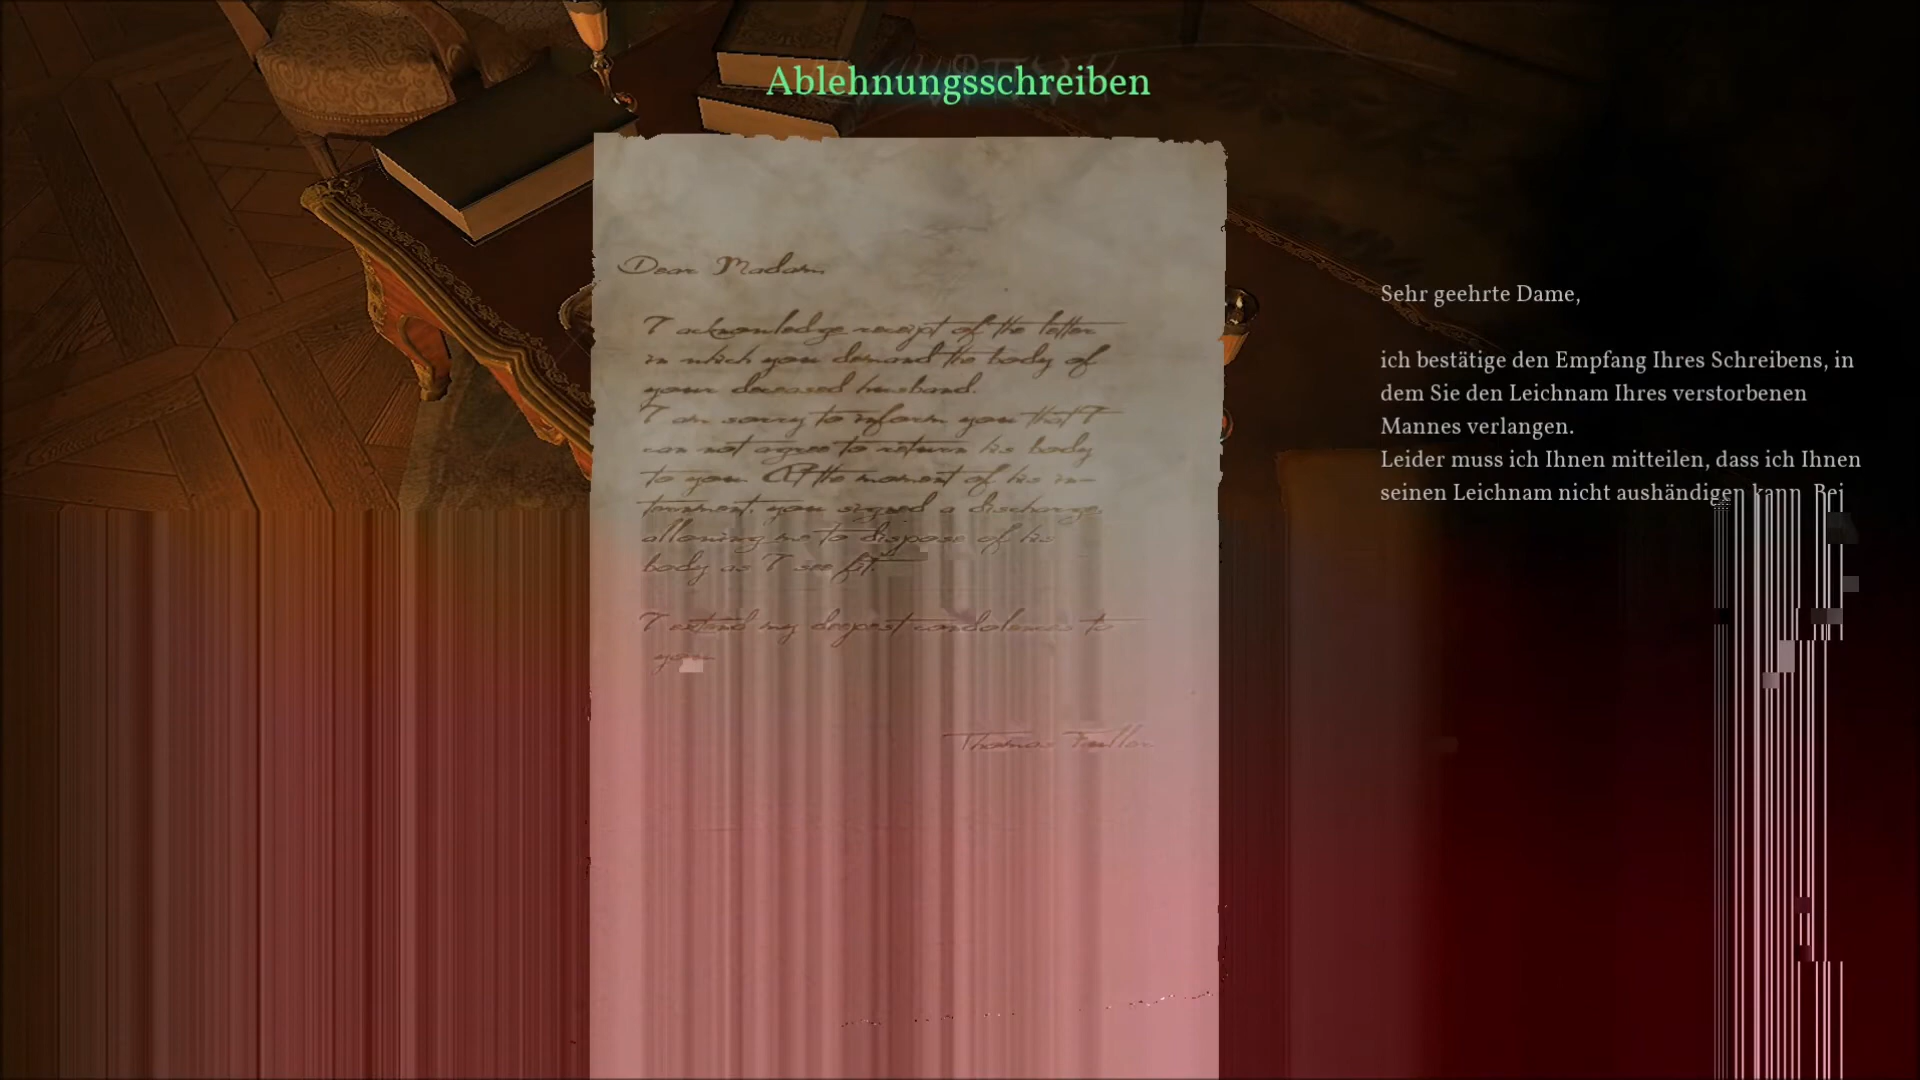 Ablehnungsschreiben
Dear Madam,
I acknowledge receipt of the letter
in which you demand the body of
your deceased husband.
I am sorry to inform you that I
can not agree to return his body
to you. At the moment of his in-
ternment, you signed a discharge,
allowing me to dispose of his
body as I see fit.
I extend my deepest condolences to
you.
Thomas
Sehr geehrte Dame,
ich bestätige den Empfang Ihres Schreibens, in
dem Sie den Leichnam Ihres verstorbenen
Mannes verlangen.
Leider muss ich Ihnen mitteilen, dass ich Ihnen
seinen Leichnam nicht aushändigen kann. Bei